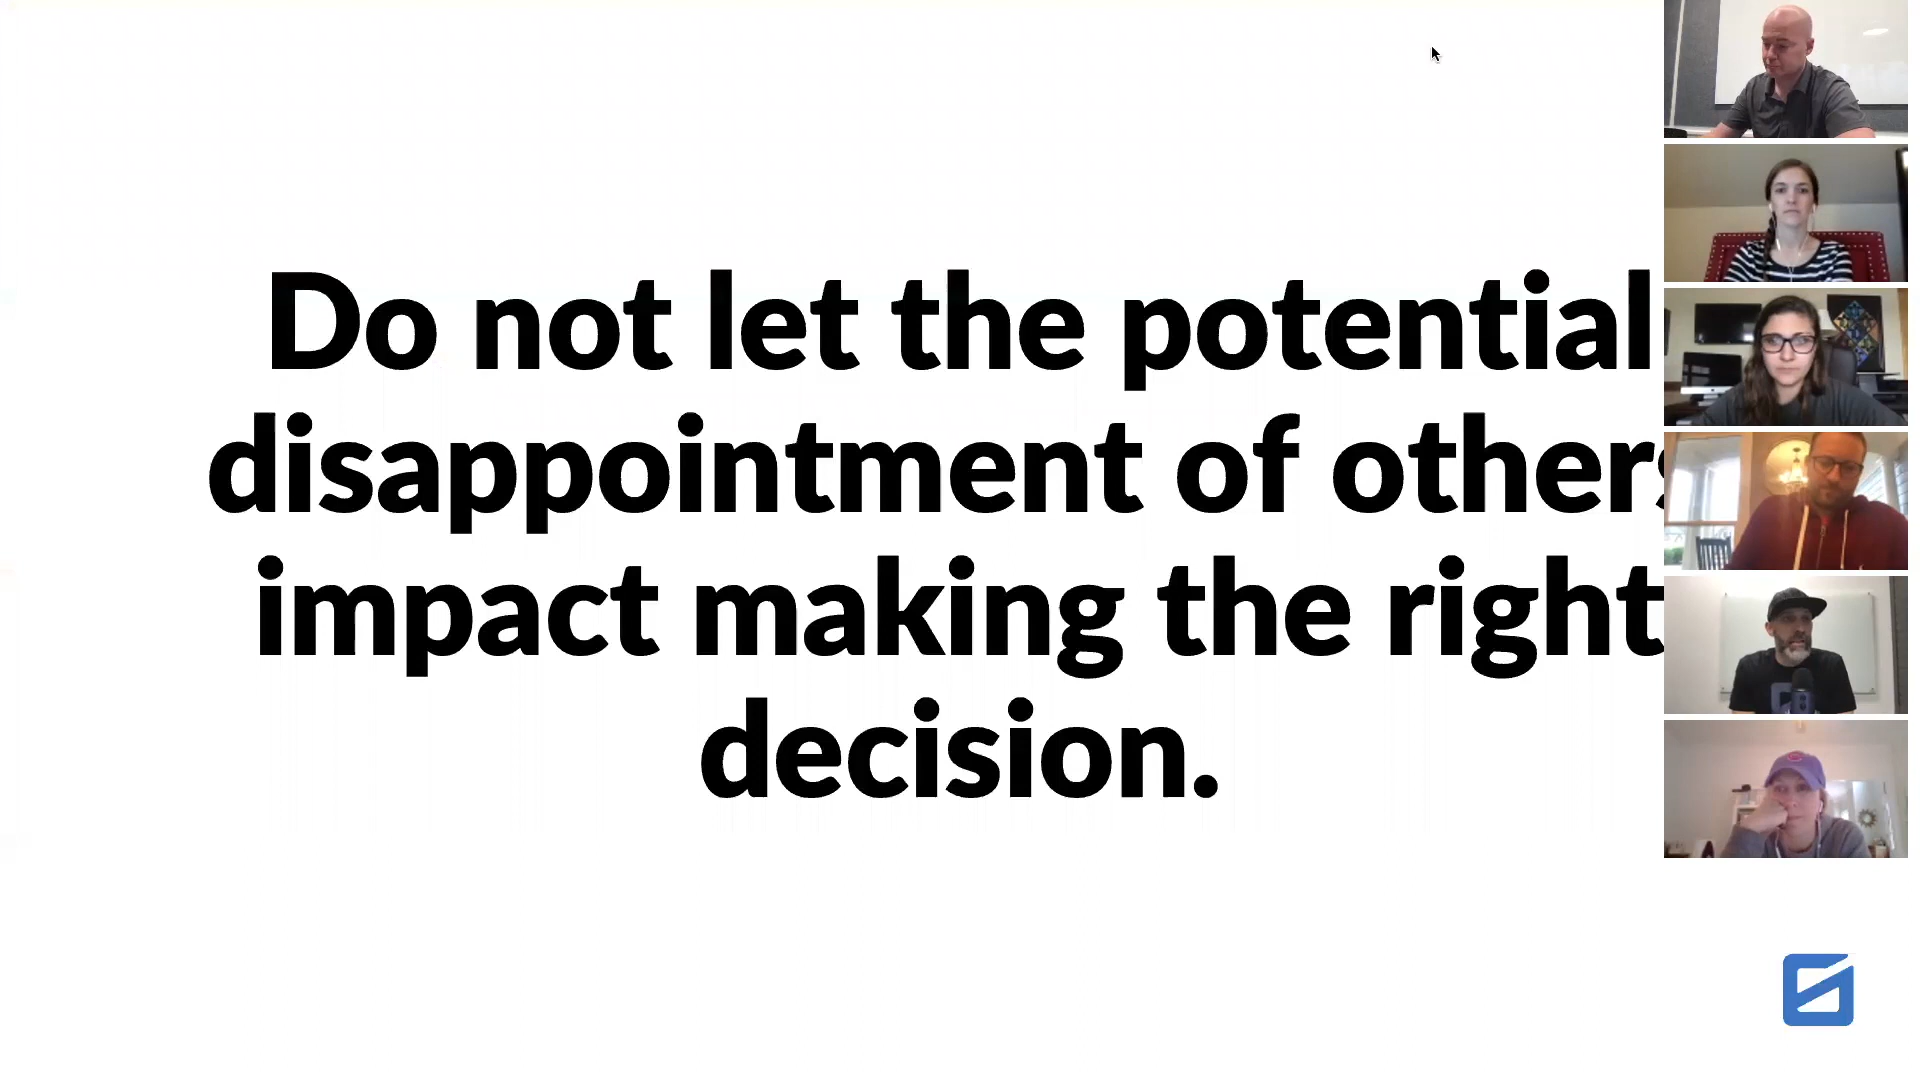 Do not let the potential
disappointment of others
impact making the right
decision.